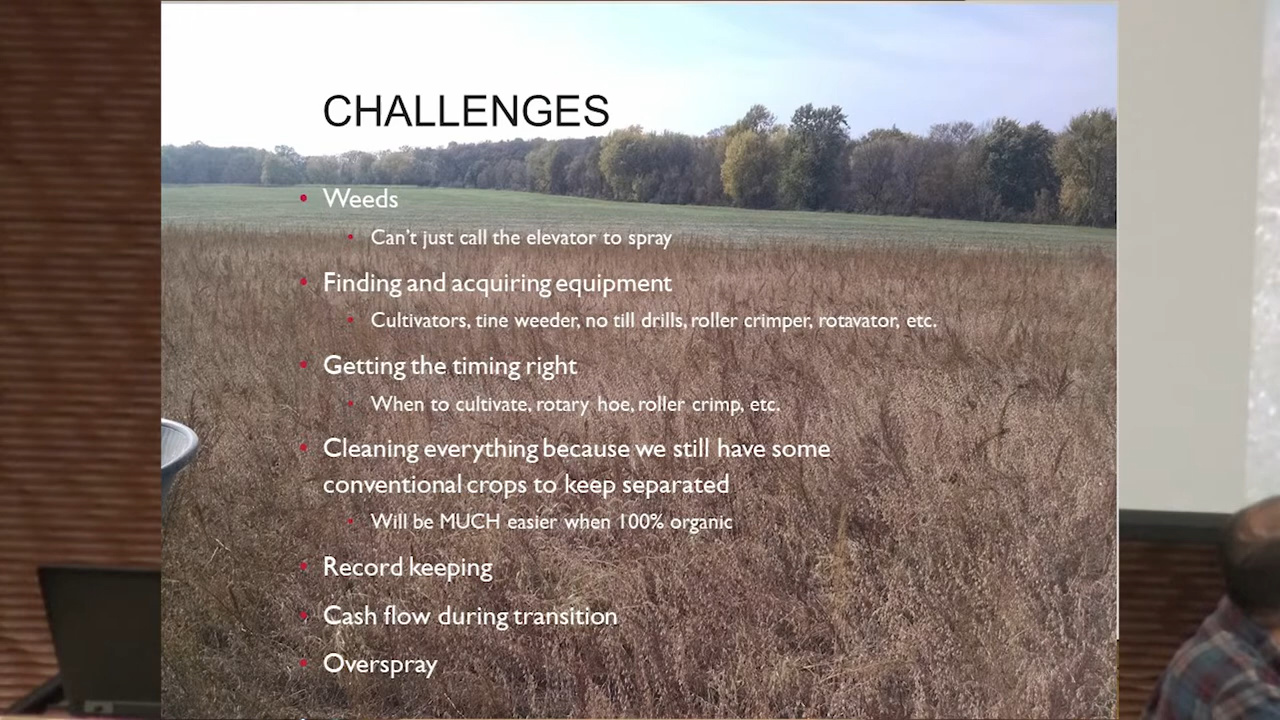 CHALLENGES
• Weeds
• Can't just call the elevator to spray
• Finding and acquiring equipment
• Cultivators, tine weeder, no till drills, roller crimper, rotavator, etc.
• Getting the timing right
• When to cultivate, rotary hoe, roller crimp, etc.
• Cleaning everything because we still have some
conventional crops to keep separated
• Will be MUCH easier when 100% organic
• Record keeping
• Cash flow during transition
• Overspray